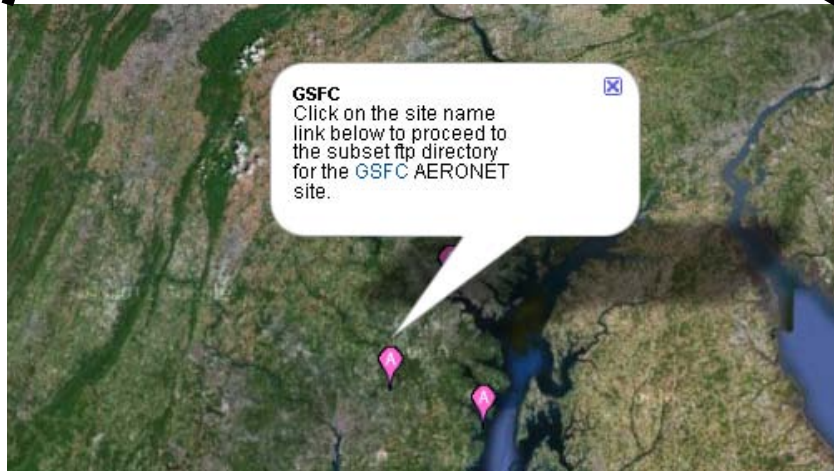 GSFC
Click on the site name
link below to proceed to
the subset ftp directory
for the GSFC AERONET
site.
A
A